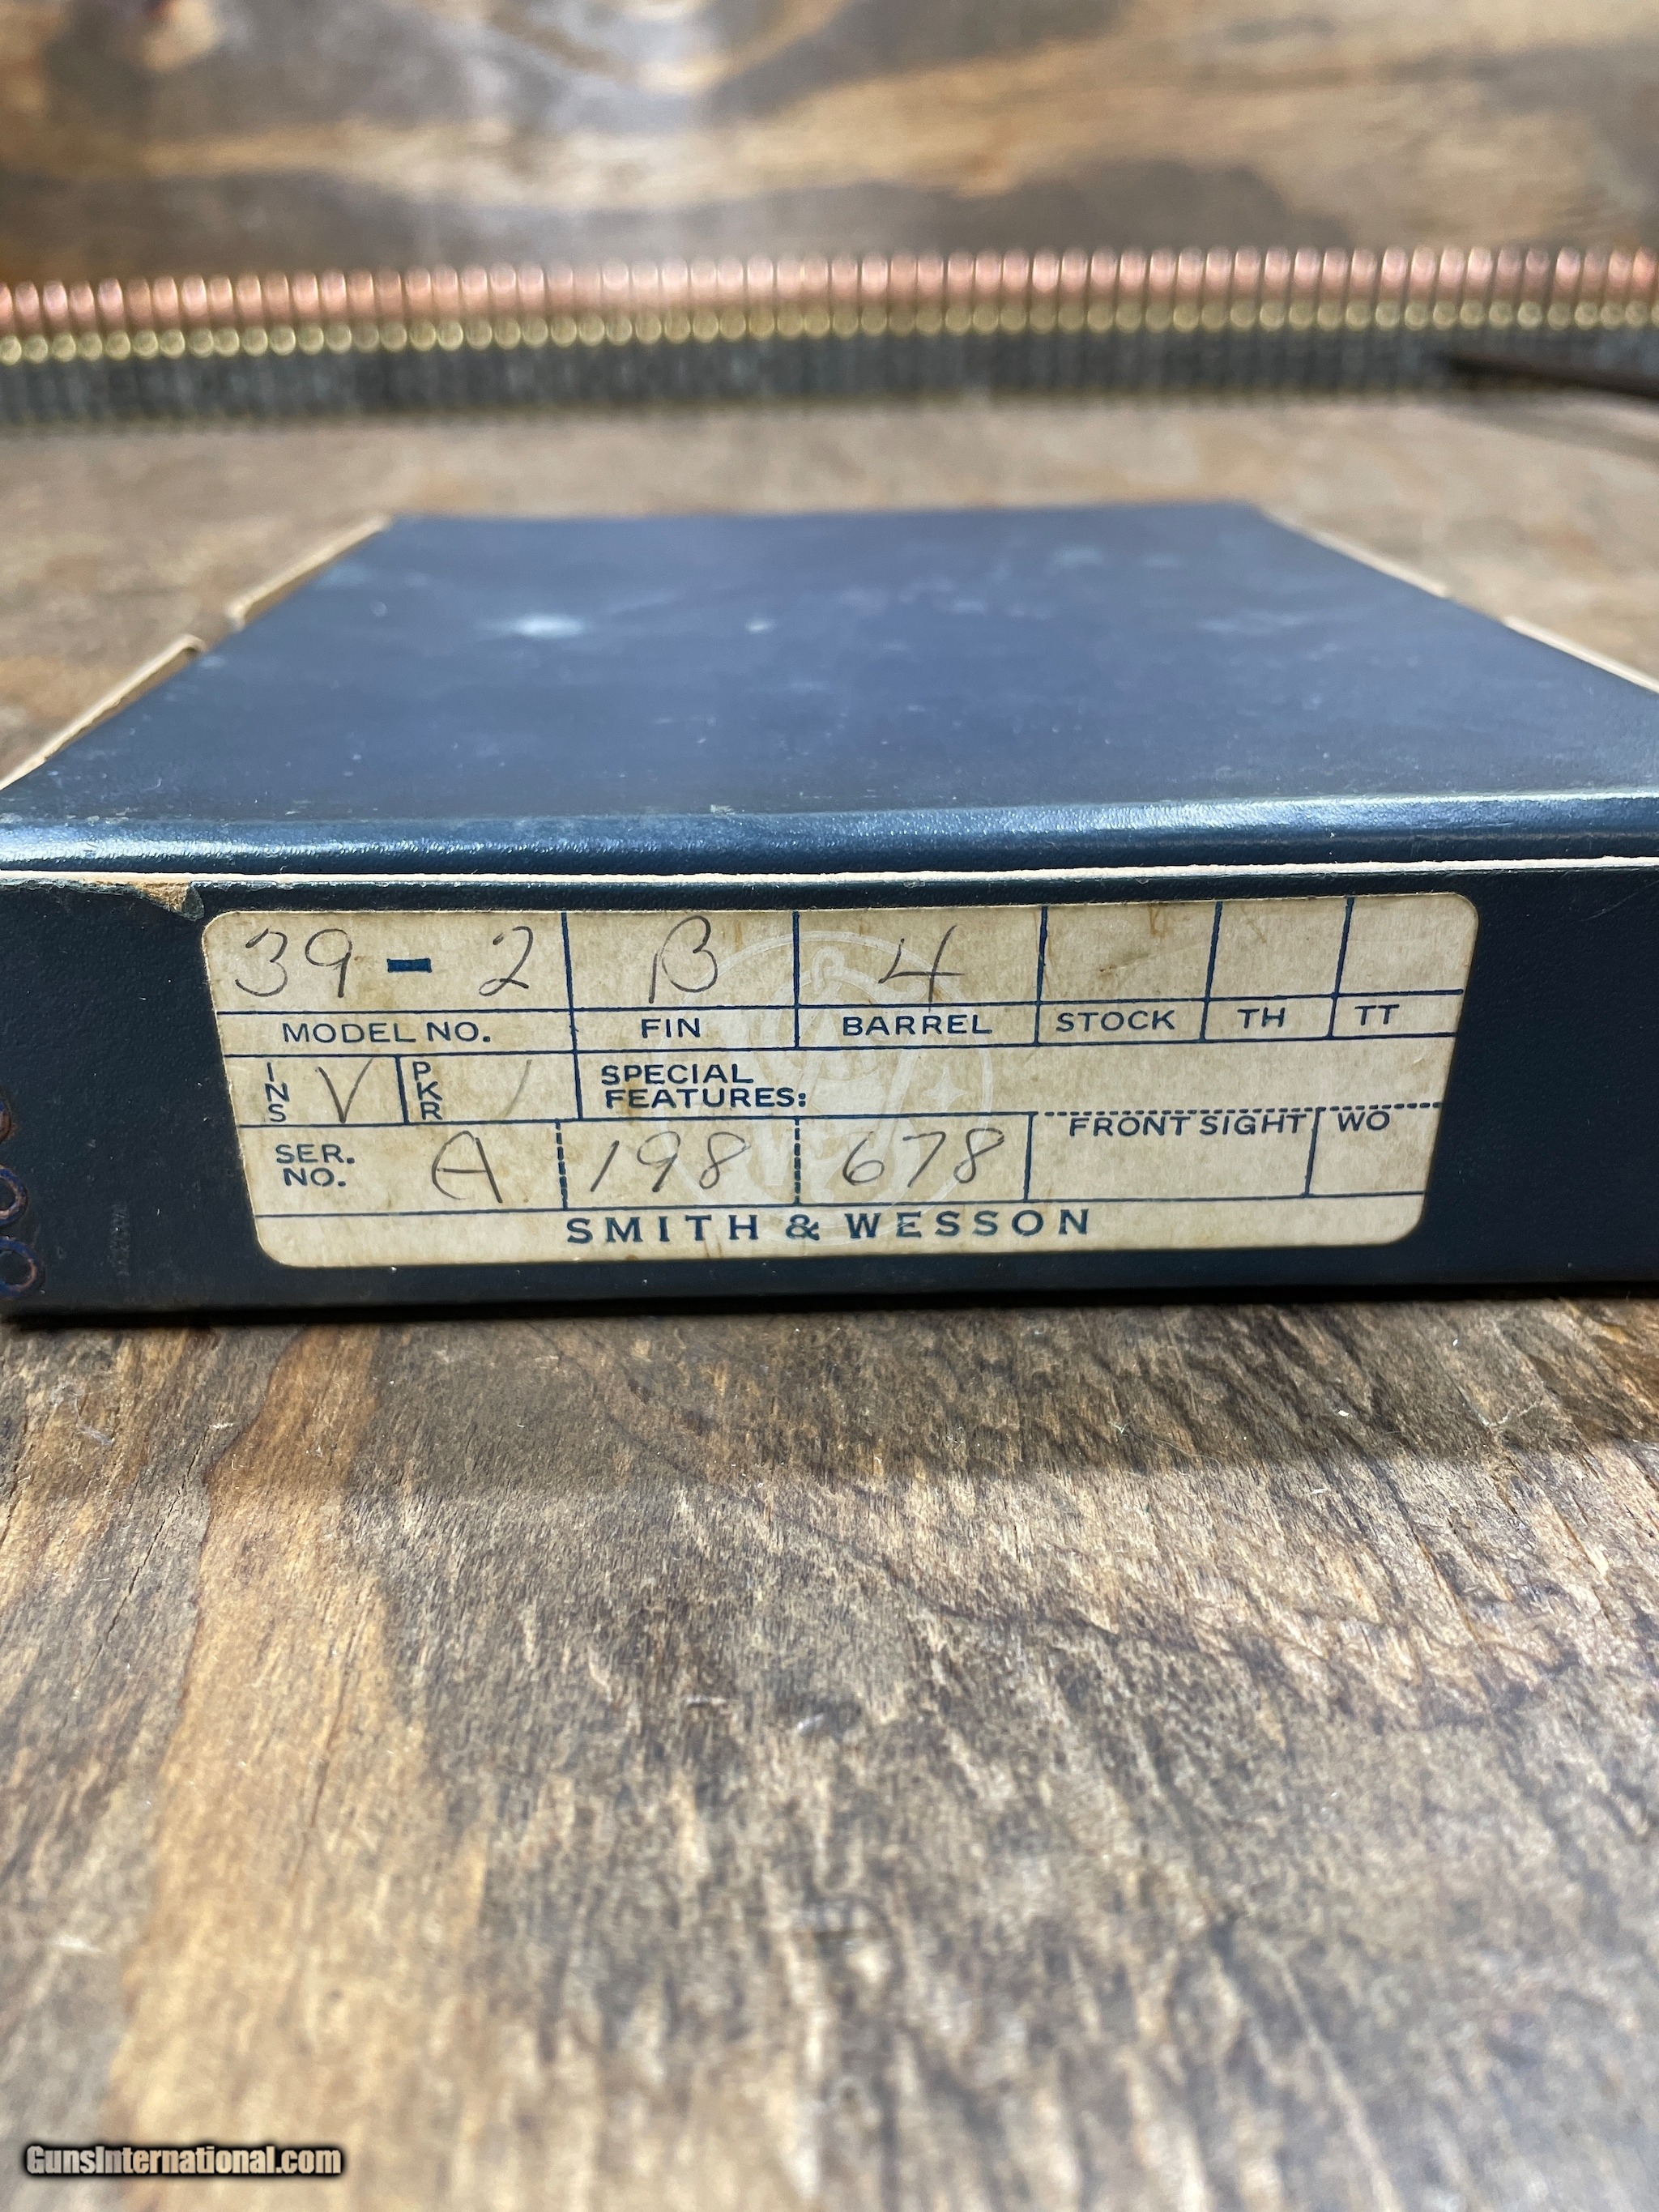 39 - 2 B 4
MODEL NO. FIN BARREL STOCK TH TT
INS V PKR / SPECIAL
FEATURES:
FRONT SIGHT WO
SER.
NO. A 198 678
SMITH & WESSON
GunsInternational.com